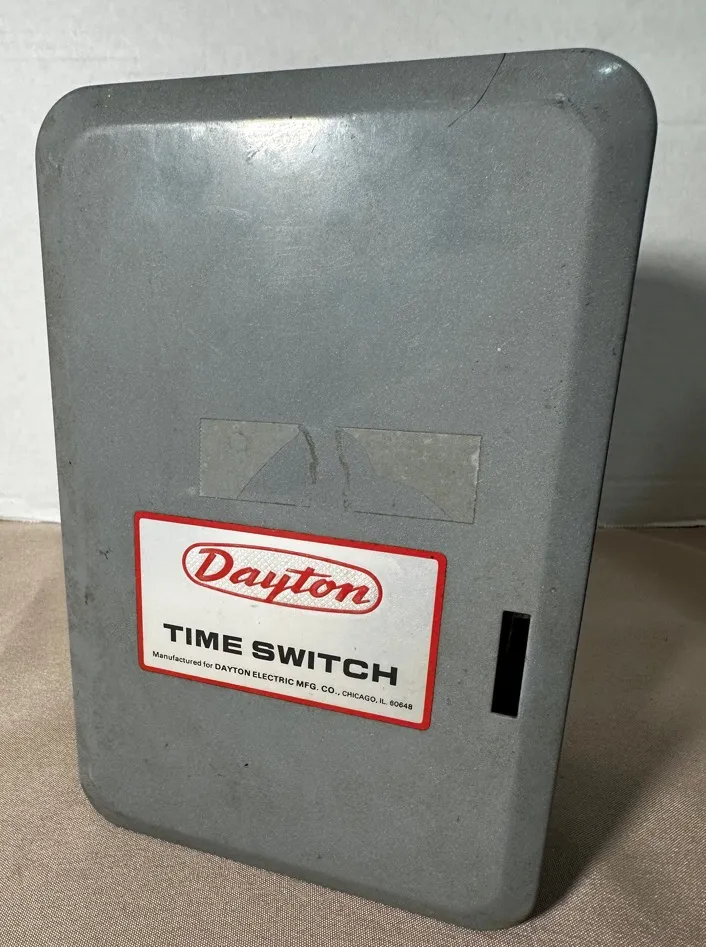 Dayton
TIME SWITCH
Manufactured for DAYTON ELECTRIC MFG. CO., CHICAGO, IL. 60648